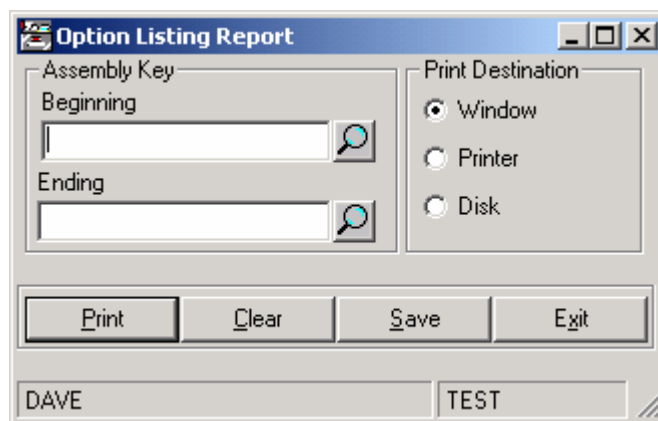 Option Listing Report
Assembly Key
Beginning
Ending
Print Destination
Window
Printer
Disk
Print
Clear
Save
Exit
DAVE
TEST